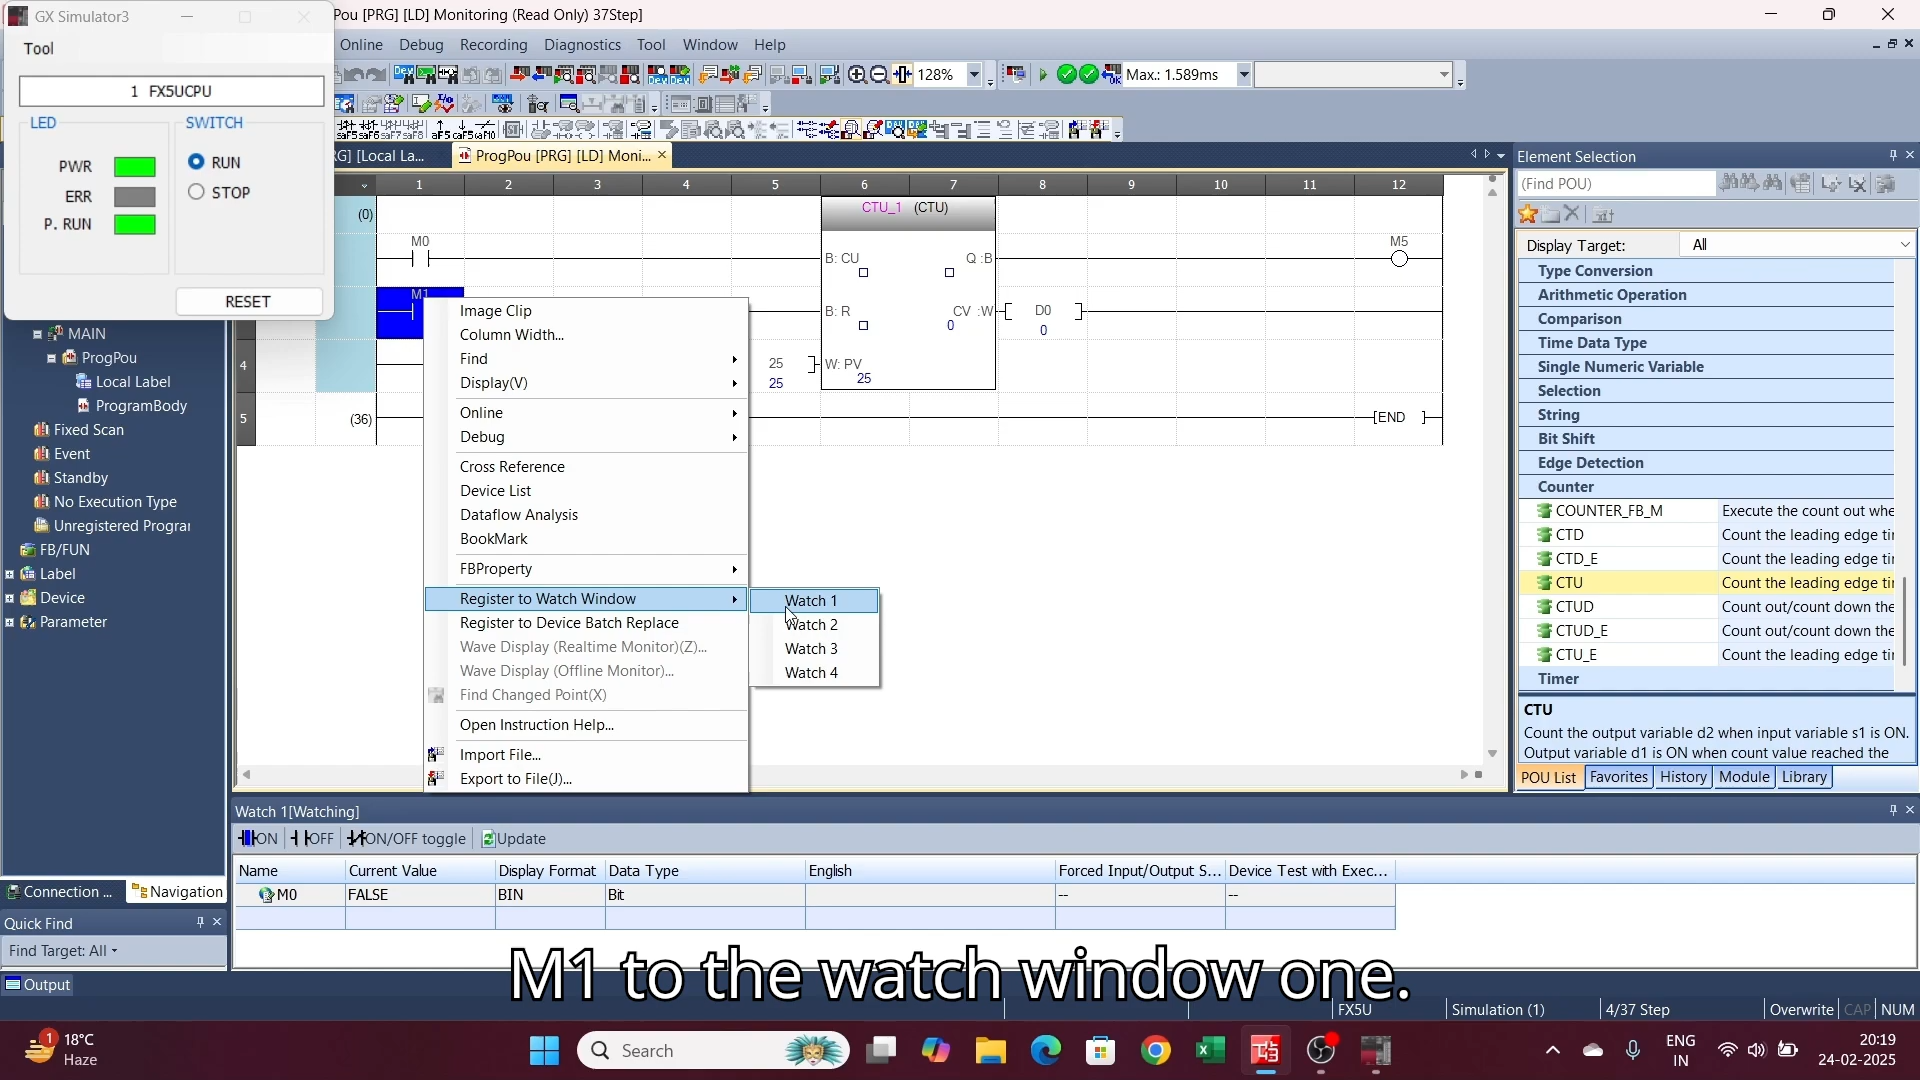 GX Simulator3
Pou [PRG] [LD] Monitoring (Read Only) 37Step]
Tool
Online Debug Recording Diagnostics Tool Window Help
128%
Max.: 1.589ms
1 FX5UCPU
LED
SWITCH
PWR
RUN
ERR
STOP
P. RUN
RESET
RG] [Local La...
ProgPou [PRG] [LD] Moni...
1 2 3 4 5 6 7 8 9 10 11 12
(0)
CTU_1 (CTU)
M0
M5
B: CU
Q :B
M1
B: R
CV :W
D0
0
0
4
25
W: PV
25
25
5
(36)
END
MAIN
ProgPou
Local Label
ProgramBody
Fixed Scan
Event
Standby
No Execution Type
Unregistered Prograr
FB/FUN
Label
Device
Parameter
Image Clip
Column Width...
Find
Display(V)
Online
Debug
Cross Reference
Device List
Dataflow Analysis
BookMark
FBProperty
Register to Watch Window
Register to Device Batch Replace
Wave Display (Realtime Monitor)(Z)...
Wave Display (Offline Monitor)...
Find Changed Point(X)
Open Instruction Help...
Import File...
Export to File(J)...
Watch 1
Watch 2
Watch 3
Watch 4
Element Selection
(Find POU)
Display Target: All
Type Conversion
Arithmetic Operation
Comparison
Time Data Type
Single Numeric Variable
Selection
String
Bit Shift
Edge Detection
Counter
COUNTER_FB_M Execute the count out whe
CTD Count the leading edge tir
CTD_E Count the leading edge tir
CTU Count the leading edge tir
CTUD Count out/count down the
CTUD_E Count out/count down the
CTU_E Count the leading edge tir
Timer
CTU
Count the output variable d2 when input variable s1 is ON.
Output variable d1 is ON when count value reached the
POU List Favorites History Module Library
Watch 1[Watching]
ON OFF ON/OFF toggle Update
Name Current Value Display Format Data Type English Forced Input/Output S... Device Test with Exec...
M0 FALSE BIN Bit -- --
Connection ... Navigation
Quick Find
Find Target: All
Output
M1 to the watch window one.
FX5U Simulation (1) 4/37 Step Overwrite CAP NUM
1
18°C
Haze
Search
ENG
IN
20:19
24-02-2025